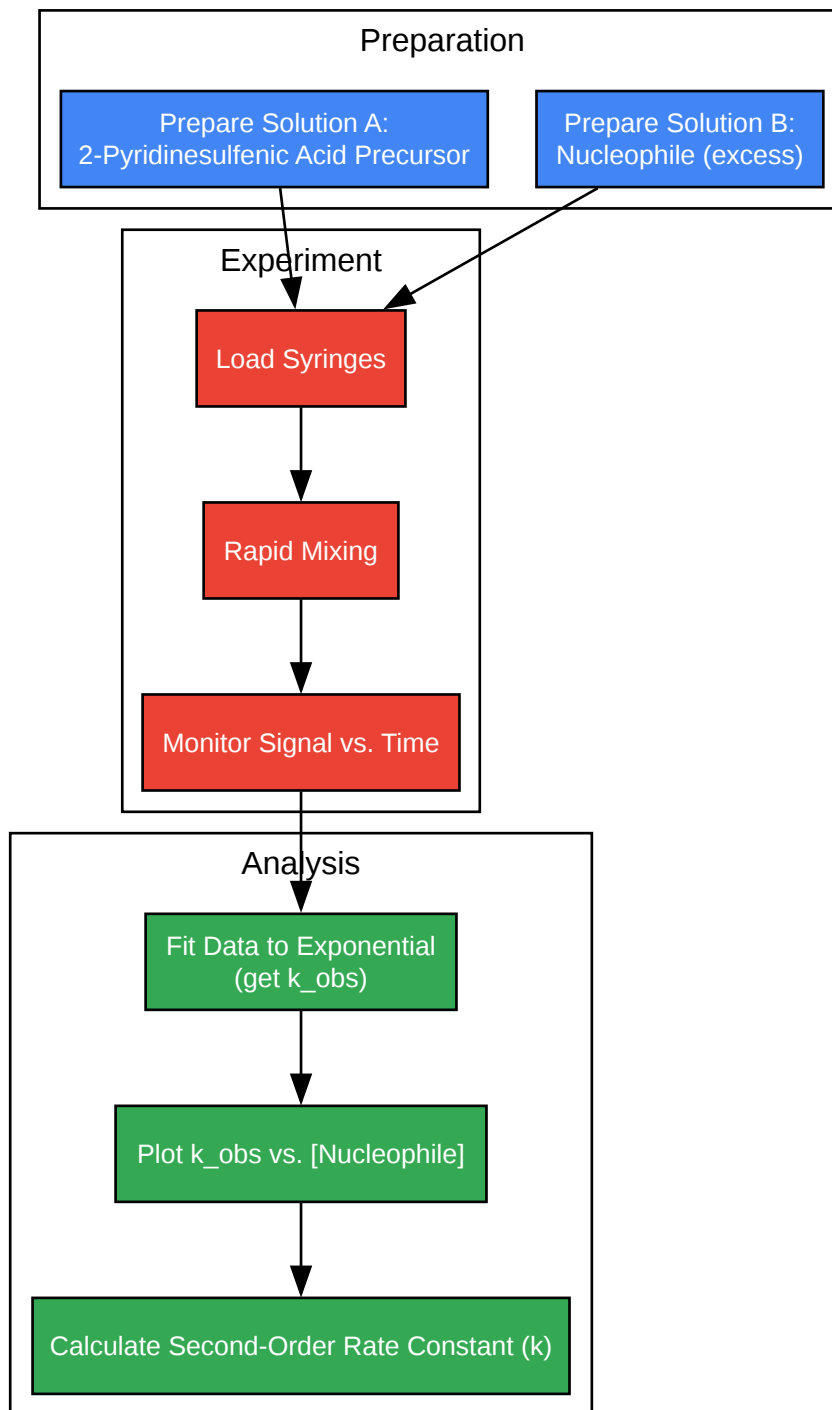 Preparation
Prepare Solution A:
2-Pyridinesulfenic Acid Precursor
Prepare Solution B:
Nucleophile (excess)
Experiment
Load Syringes
Rapid Mixing
Monitor Signal vs. Time
Analysis
Fit Data to Exponential
(get k_obs)
Plot k_obs vs. [Nucleophile]
Calculate Second-Order Rate Constant (k)